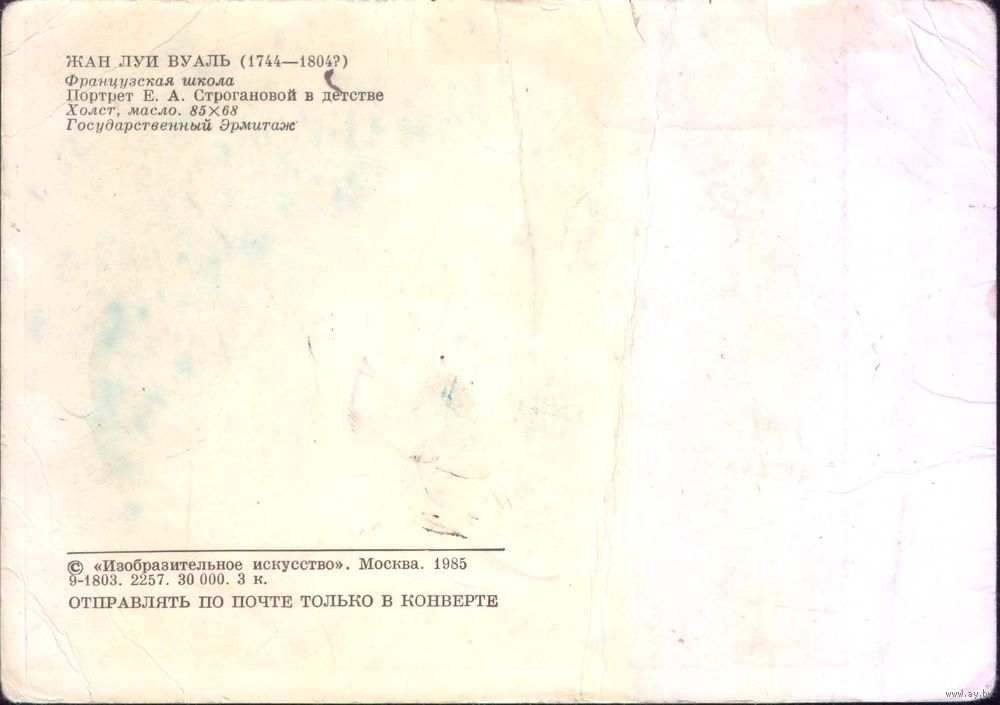 ЖАН ЛУИ ВУАЛЬ (1744—1804?)
Французская школа
Портрет Е. А. Строгановой в детстве
Холст, масло. 85×68
Государственный Эрмитаж
© «Изобразительное искусство». Москва. 1985
9-1803. 2257. 30 000. 3 к.
ОТПРАВЛЯТЬ ПО ПОЧТЕ ТОЛЬКО В КОНВЕРТЕ
www.ay.by